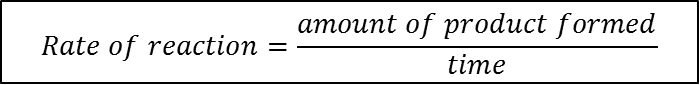 Rate of reaction = amount of product formed
time